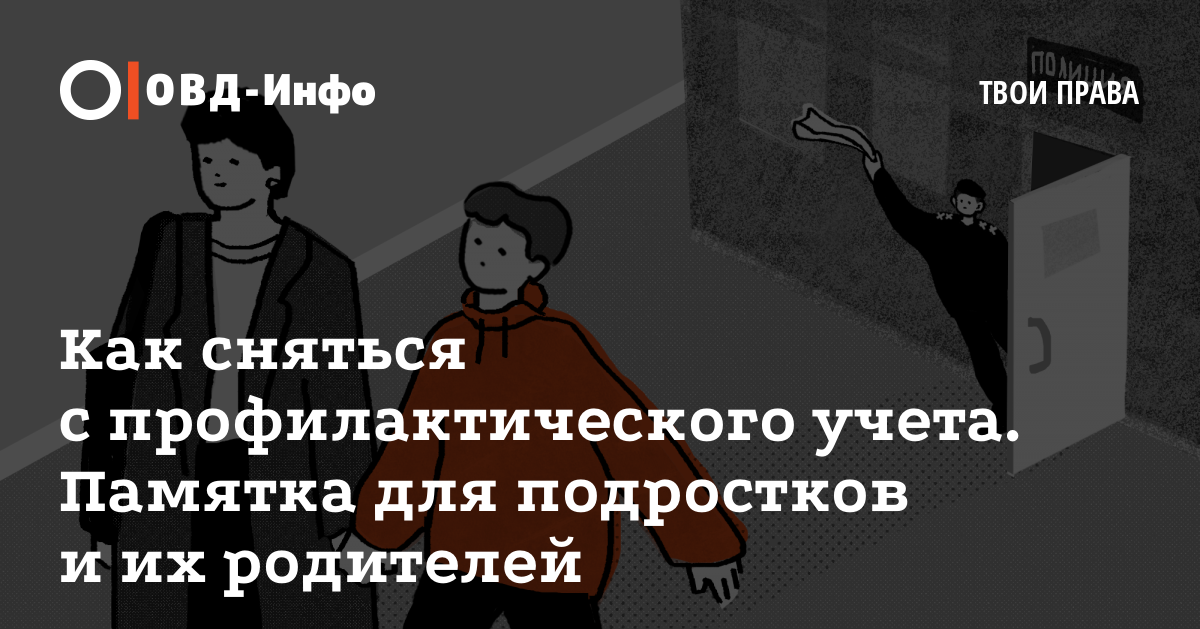 ОВД-Инфо
ТВОИ ПРАВА
ПОЛИЦИЯ
Как сняться
с профилактического учета.
Памятка для подростков
и их родителей